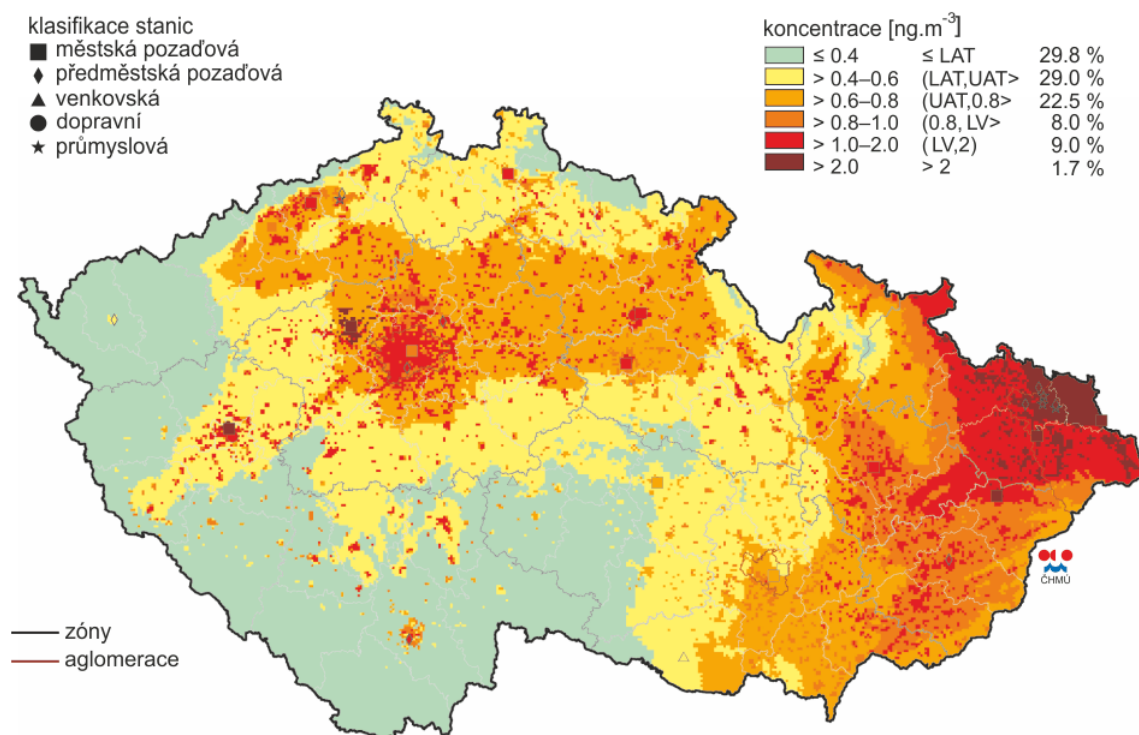 klasifikace stanic
městská pozaďová
předměstská pozaďová
venkovská
dopravní
průmyslová
koncentrace [ng.m⁻³]
≤ 0.4 ≤ LAT 29.8 %
> 0.4–0.6 (LAT,UAT> 29.0 %
> 0.6–0.8 (UAT,0.8> 22.5 %
> 0.8–1.0 (0.8, LV> 8.0 %
> 1.0–2.0 ( LV,2) 9.0 %
> 2.0 > 2 1.7 %
ČHMÚ
zóny
aglomerace